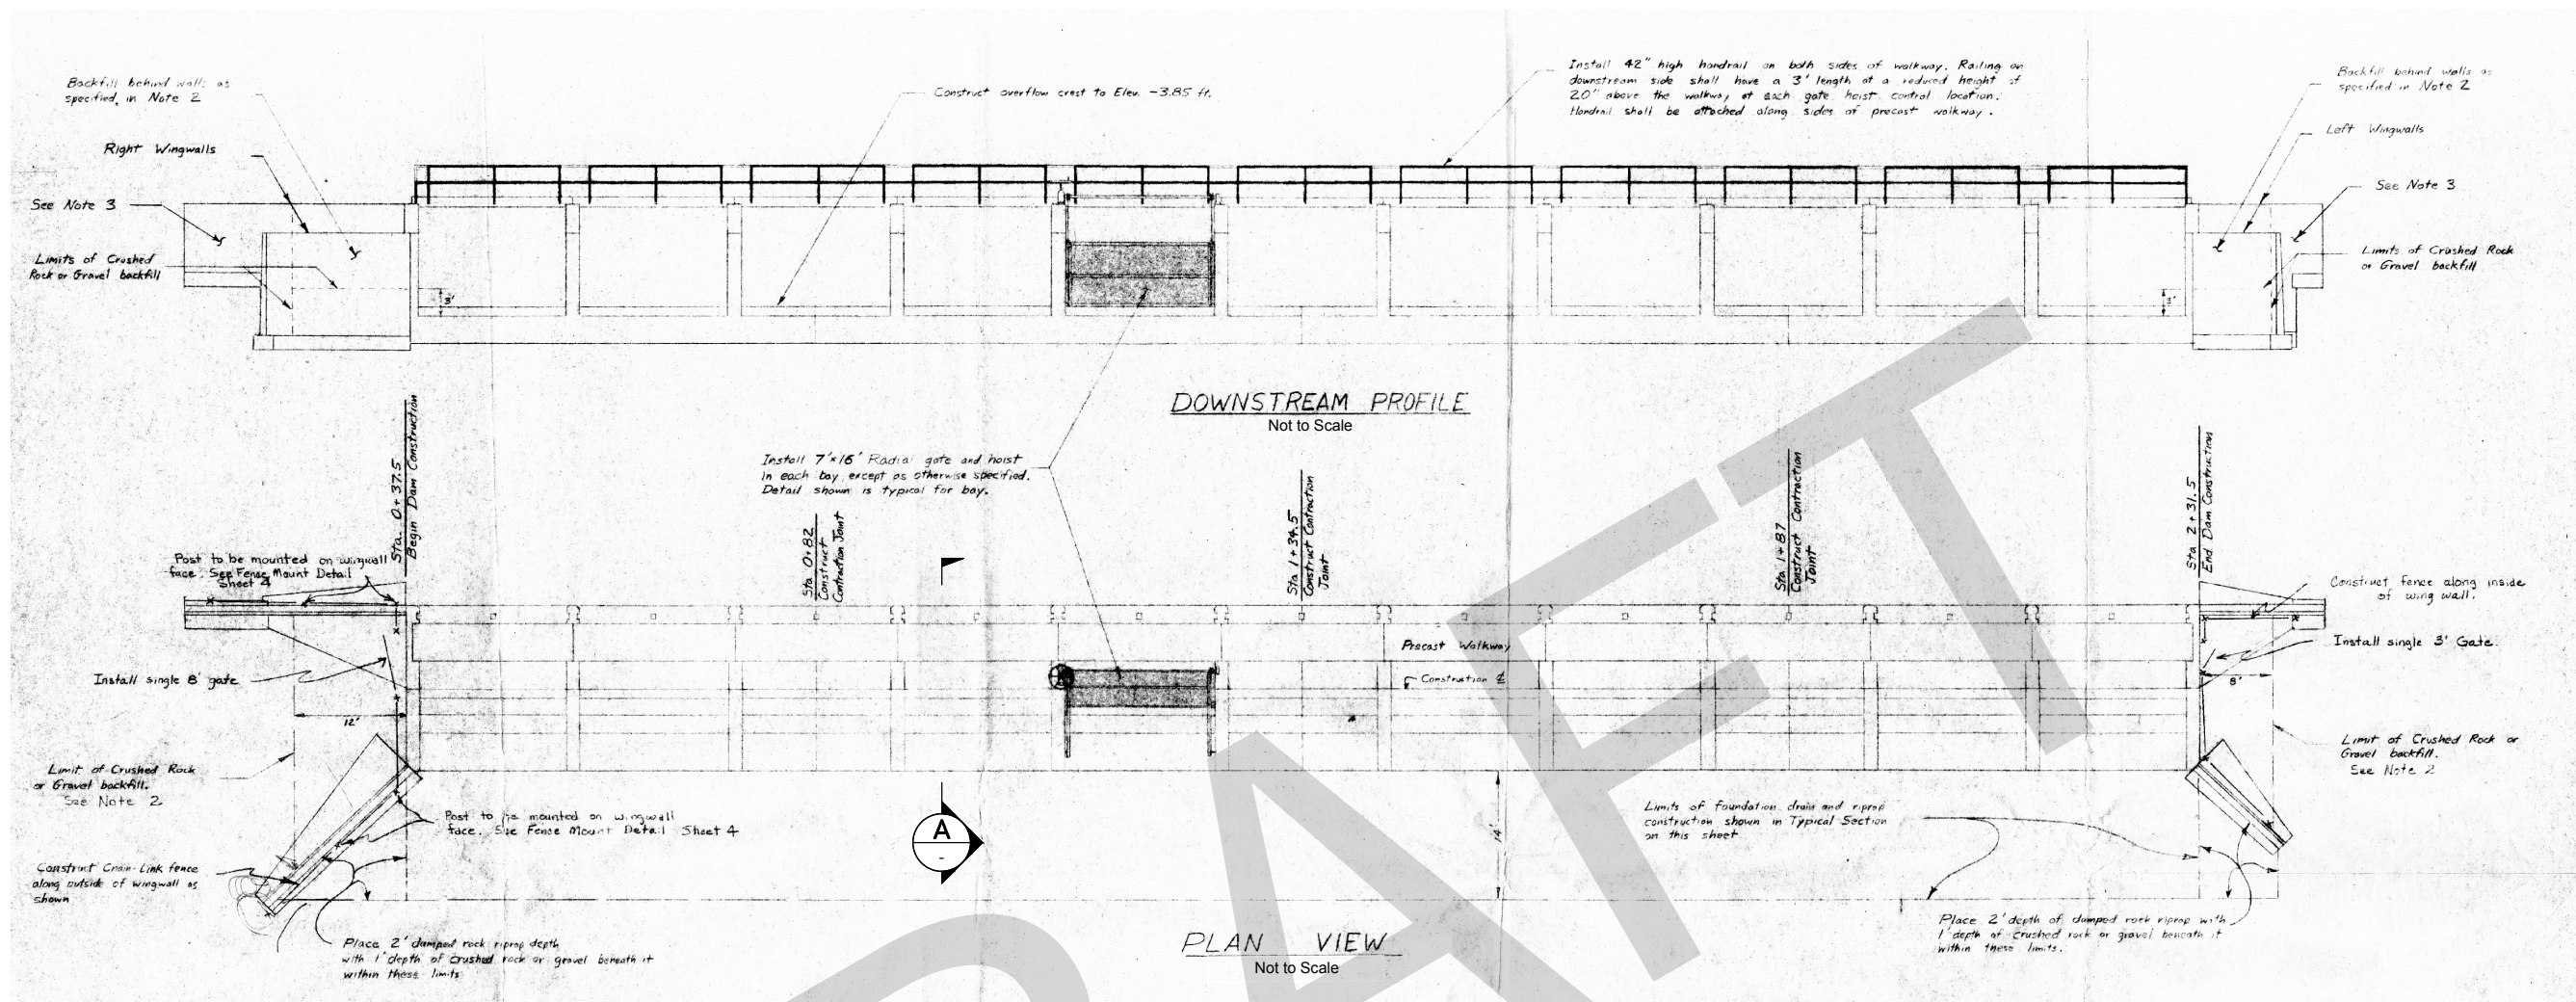 Backfill behind walls as
specified in Note 2
Right Wingwalls
See Note 3
Limits of Crushed
Rock or Gravel backfill
3'
Construct overflow crest to Elev. -3.85 ft.
Install 42" high handrail on both sides of walkway. Railing on
downstream side shall have a 3' length at a reduced height of
20" above the walkway at each gate hoist control location.
Handrail shall be attached along sides of precast walkway.
Backfill behind walls as
specified in Note 2
Left Wingwalls
See Note 3
Limits of Crushed Rock
or Gravel backfill
3'
DOWNSTREAM PROFILE
Not to Scale
Sta. 0+37.5
Begin Dam Construction
Install 7'x16' Radial gate and hoist
in each bay except as otherwise specified.
Detail shown is typical for bay.
Sta 0+82
Construct
Contraction Joint
Sta 1+34.5
Construct Contraction
Joint
Sta 1+87
Construct Contraction
Joint
Sta 2+31.5
End Dam Construction
Post to be mounted on wingwall
face. See Fence Mount Detail
Sheet 4
Construct fence along inside
of wing wall.
Install single 8' gate
Precast Walkway
Construction ℄
Install single 3' Gate.
12'
8'
Limit of Crushed Rock
or Gravel backfill.
See Note 2
Limit of Crushed Rock or
Gravel backfill.
See Note 2
Post to be mounted on wingwall
face. See Fence Mount Detail Sheet 4
A
-
14'
Limits of foundation drain and riprap
construction shown in Typical Section
on this sheet
Construct Chain-Link fence
along outside of wingwall as
shown
Place 2' dumped rock riprap depth
with 1' depth of crushed rock or gravel beneath it
within these limits
Place 2' depth of dumped rock riprap with
1' depth of crushed rock or gravel beneath it
within these limits.
PLAN VIEW
Not to Scale
DRAFT